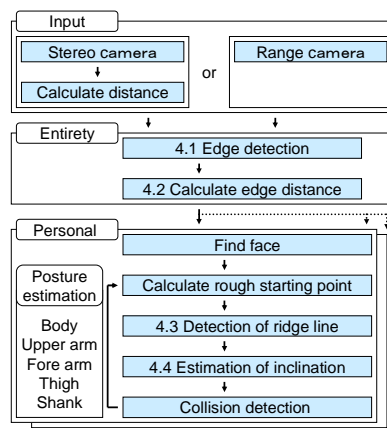 Input
Stereo camera
Calculate distance
or
Range camera
Entirety
4.1 Edge detection
4.2 Calculate edge distance
Personal
Find face
Posture
estimation
Body
Upper arm
Fore arm
Thigh
Shank
Calculate rough starting point
4.3 Detection of ridge line
4.4 Estimation of inclination
Collision detection